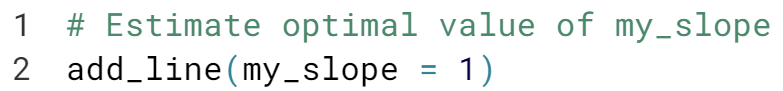 1 # Estimate optimal value of my_slope
2 add_line(my_slope = 1)